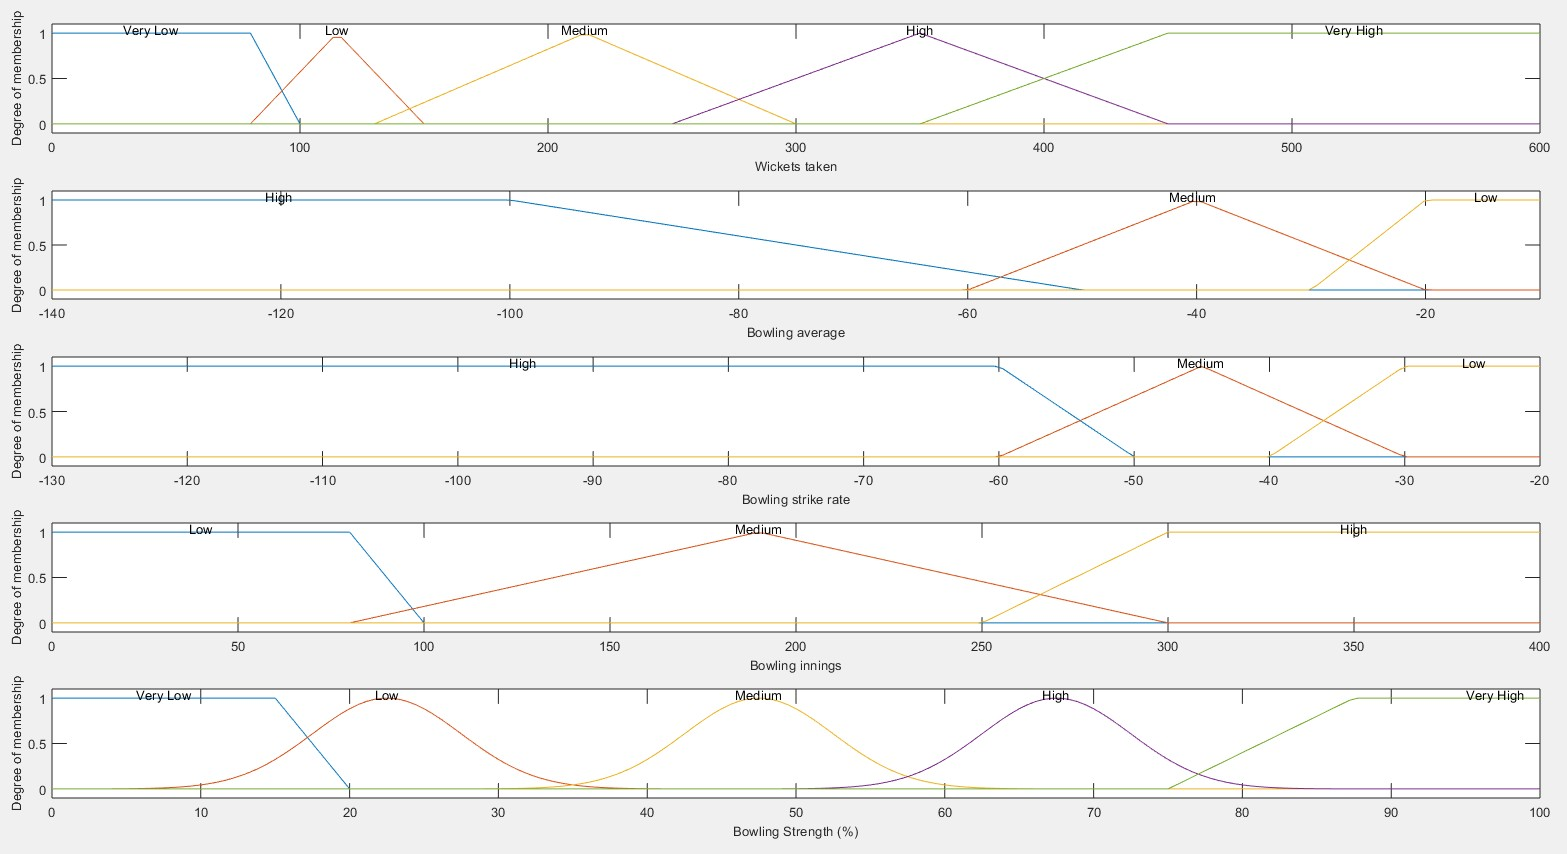 Degree of membership
1
0.5
0
Very Low Low Medium High Very High
0 100 200 300 400 500 600
Wickets taken
Degree of membership
1
0.5
0
High Medium Low
-140 -120 -100 -80 -60 -40 -20
Bowling average
Degree of membership
1
0.5
0
High Medium Low
-130 -120 -110 -100 -90 -80 -70 -60 -50 -40 -30 -20
Bowling strike rate
Degree of membership
1
0.5
0
Low Medium High
0 50 100 150 200 250 300 350 400
Bowling innings
Degree of membership
1
0.5
0
Very Low Low Medium High Very High
0 10 20 30 40 50 60 70 80 90 100
Bowling Strength (%)